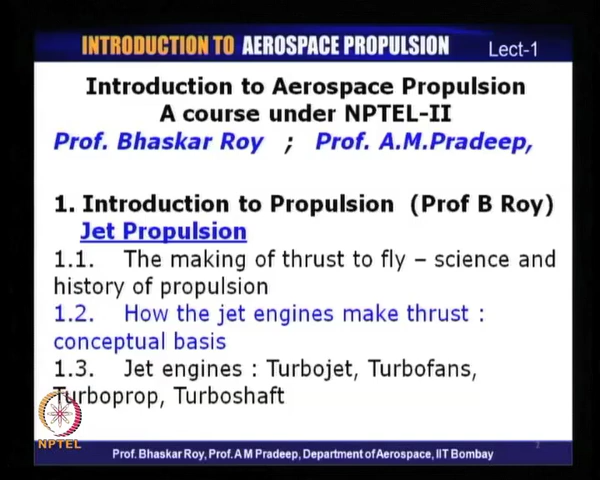 INTRODUCTION TO AEROSPACE PROPULSION Lect-1
Introduction to Aerospace Propulsion
A course under NPTEL-II
Prof. Bhaskar Roy ; Prof. A.M.Pradeep,
1. Introduction to Propulsion (Prof B Roy)
Jet Propulsion
1.1. The making of thrust to fly – science and
history of propulsion
1.2. How the jet engines make thrust :
conceptual basis
1.3. Jet engines : Turbojet, Turbofans,
Turboprop, Turboshaft
NPTEL
Prof. Bhaskar Roy, Prof. A M Pradeep, Department of Aerospace, IIT Bombay
2